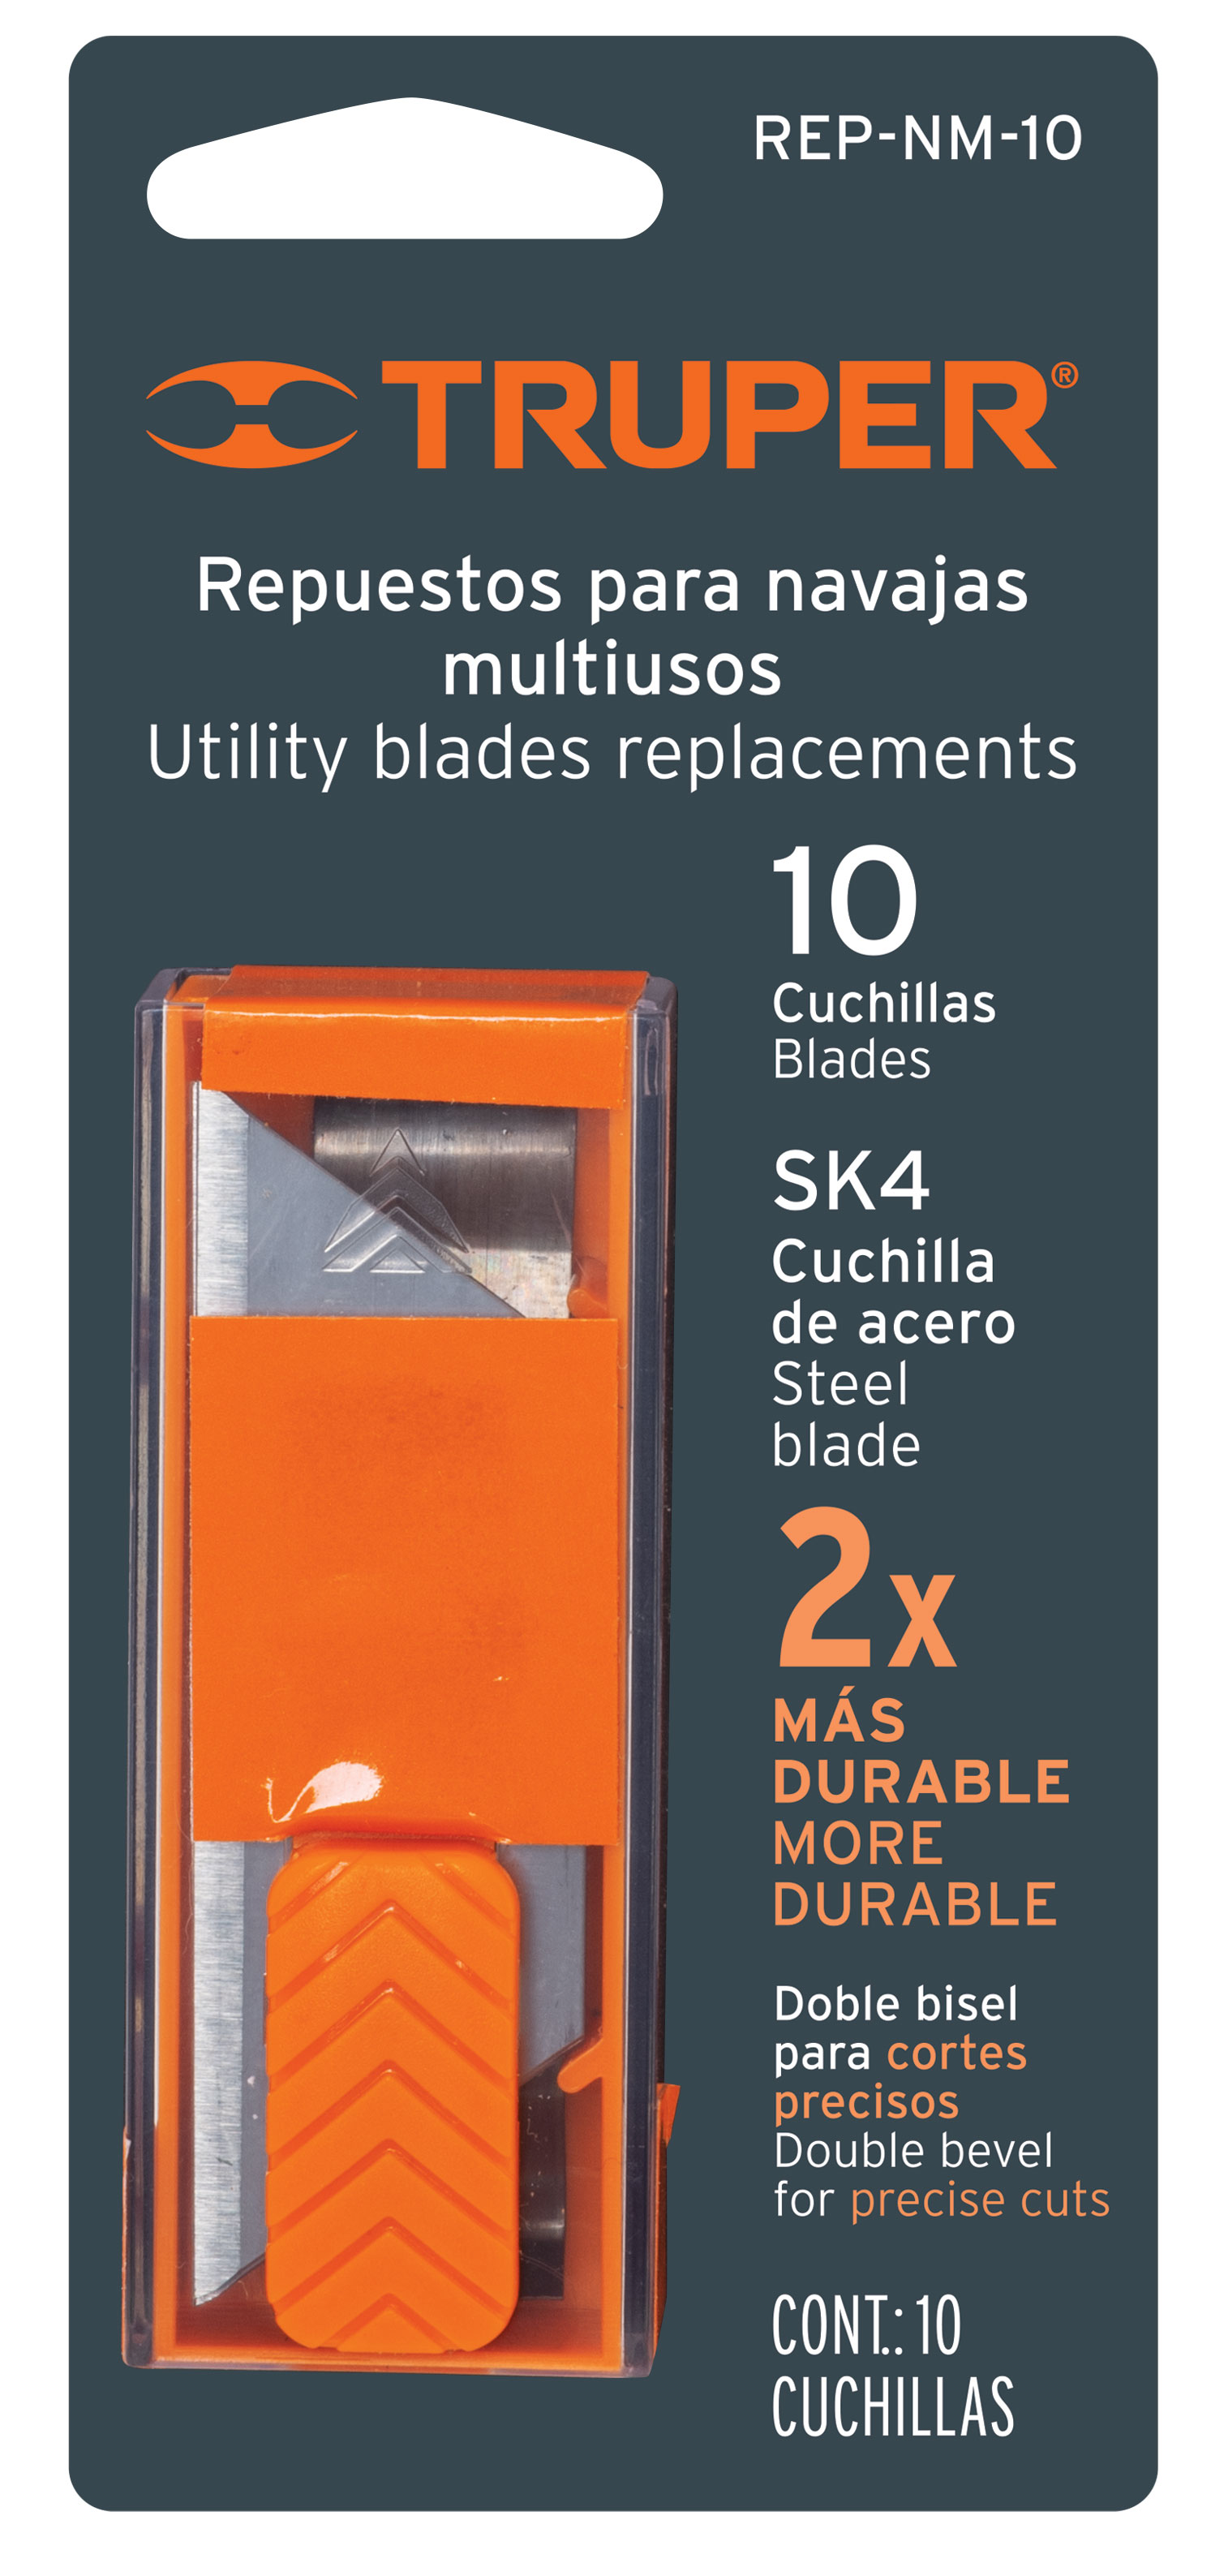 REP-NM-10
TRUPER®
Repuestos para navajas
multiusos
Utility blades replacements
10
Cuchillas
Blades
SK4
Cuchilla
de acero
Steel
blade
2x
MÁS
DURABLE
MORE
DURABLE
Doble bisel
para cortes
precisos
Double bevel
for precise cuts
CONT.: 10
CUCHILLAS